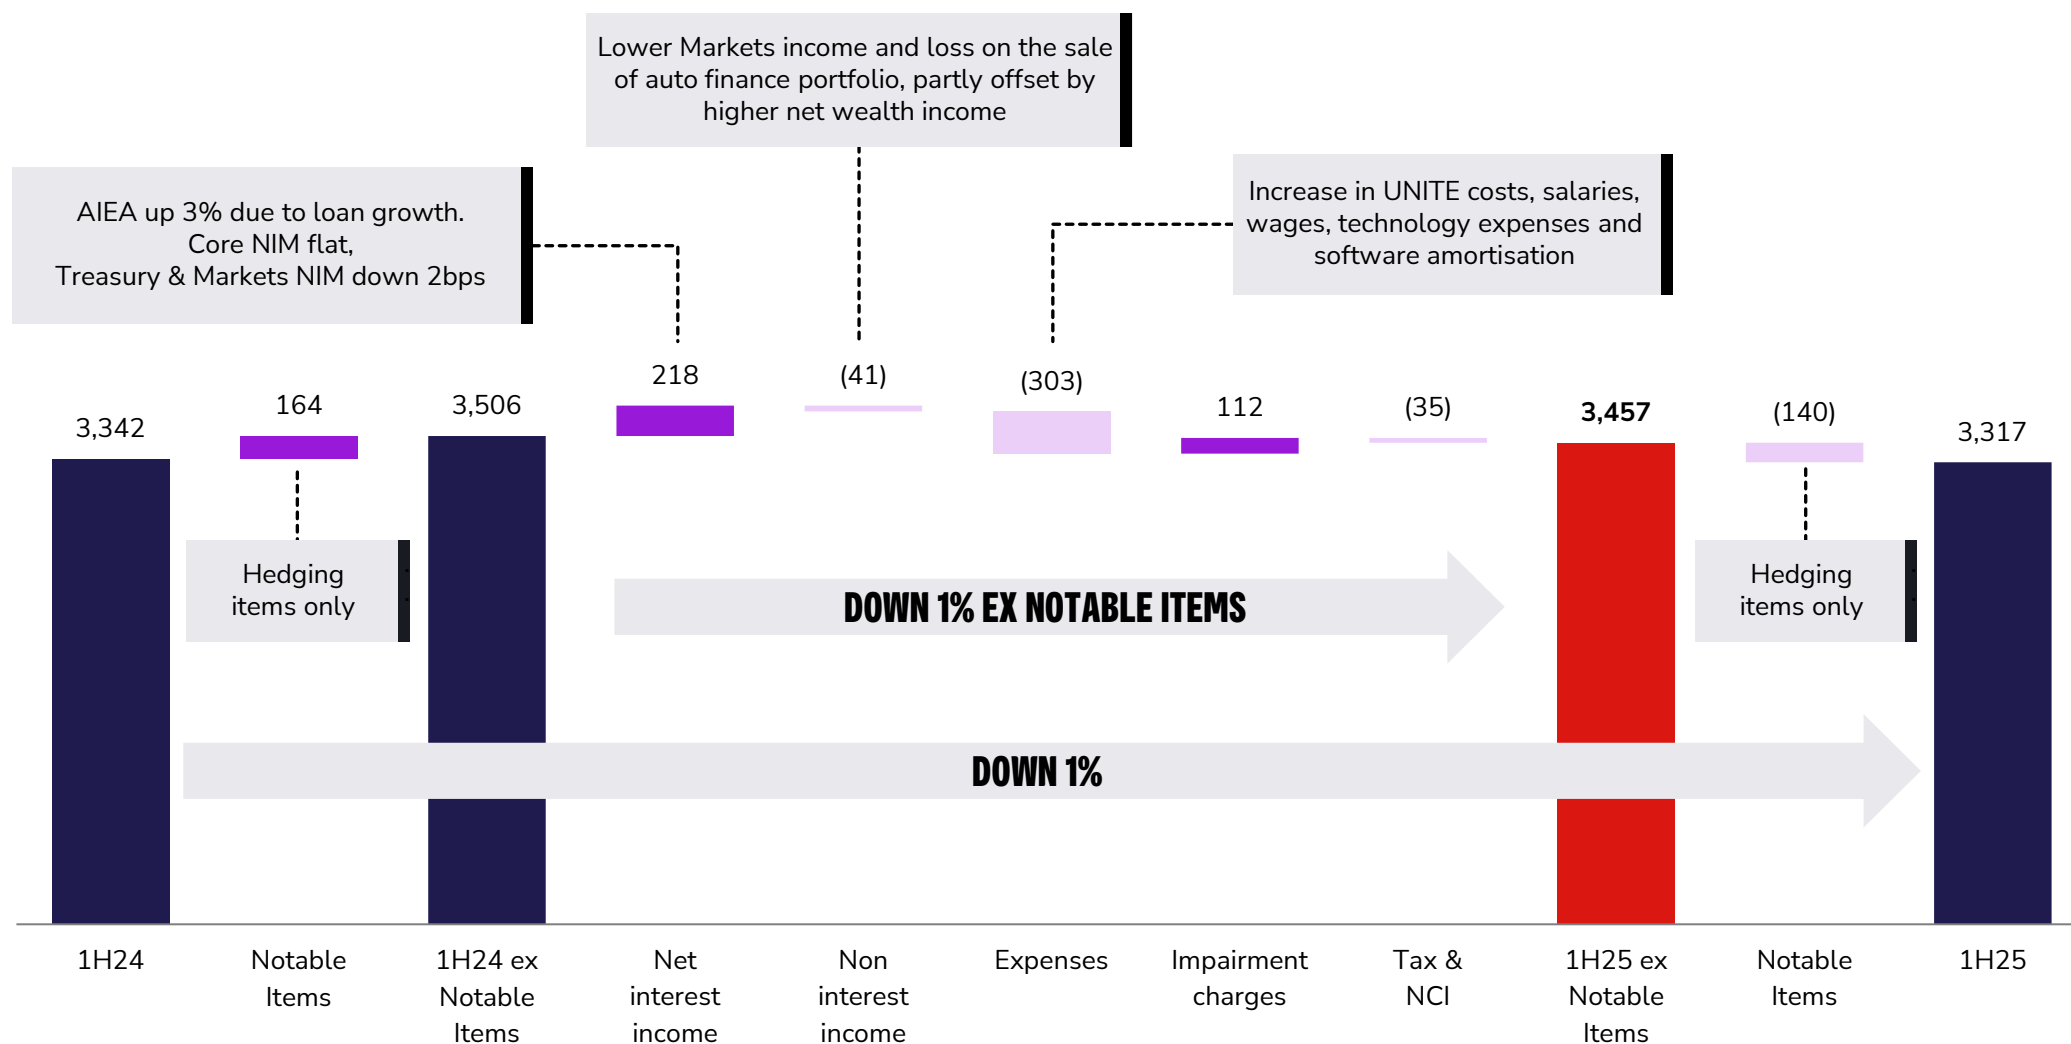 Lower Markets income and loss on the sale
of auto finance portfolio, partly offset by
higher net wealth income
AIEA up 3% due to loan growth.
Core NIM flat,
Treasury & Markets NIM down 2bps
Increase in UNITE costs, salaries,
wages, technology expenses and
software amortisation
3,342
164
3,506
218
(41)
(303)
112
(35)
3,457
(140)
3,317
Hedging
items only
DOWN 1% EX NOTABLE ITEMS
Hedging
items only
DOWN 1%
1H24
Notable
Items
1H24 ex
Notable
Items
Net
interest
income
Non
interest
income
Expenses
Impairment
charges
Tax &
NCI
1H25 ex
Notable
Items
Notable
Items
1H25